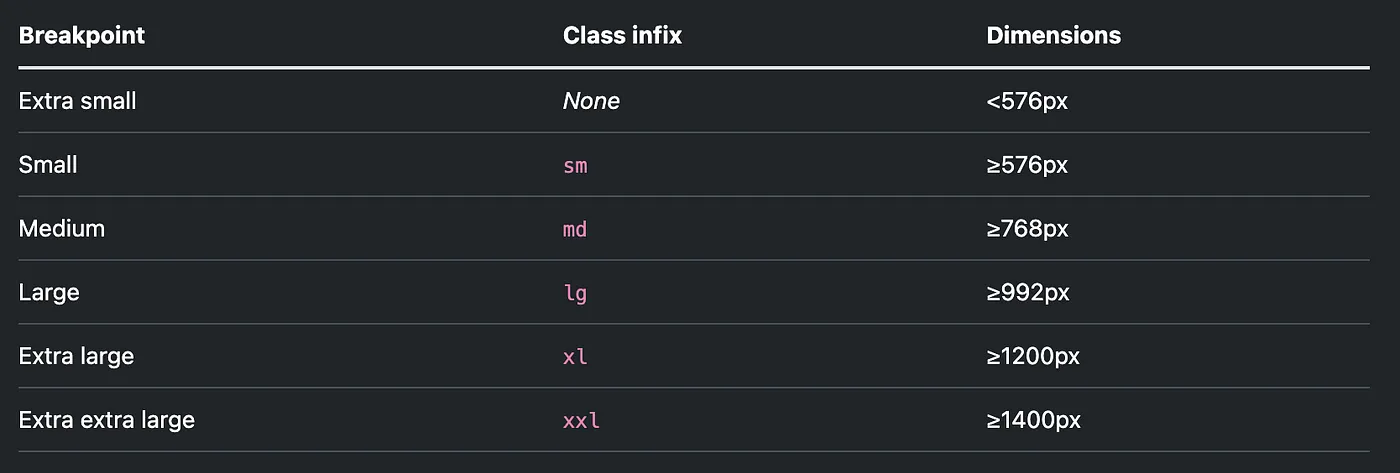 Breakpoint Class infix Dimensions
Extra small None <576px
Small sm ≥576px
Medium md ≥768px
Large lg ≥992px
Extra large xl ≥1200px
Extra extra large xxl ≥1400px